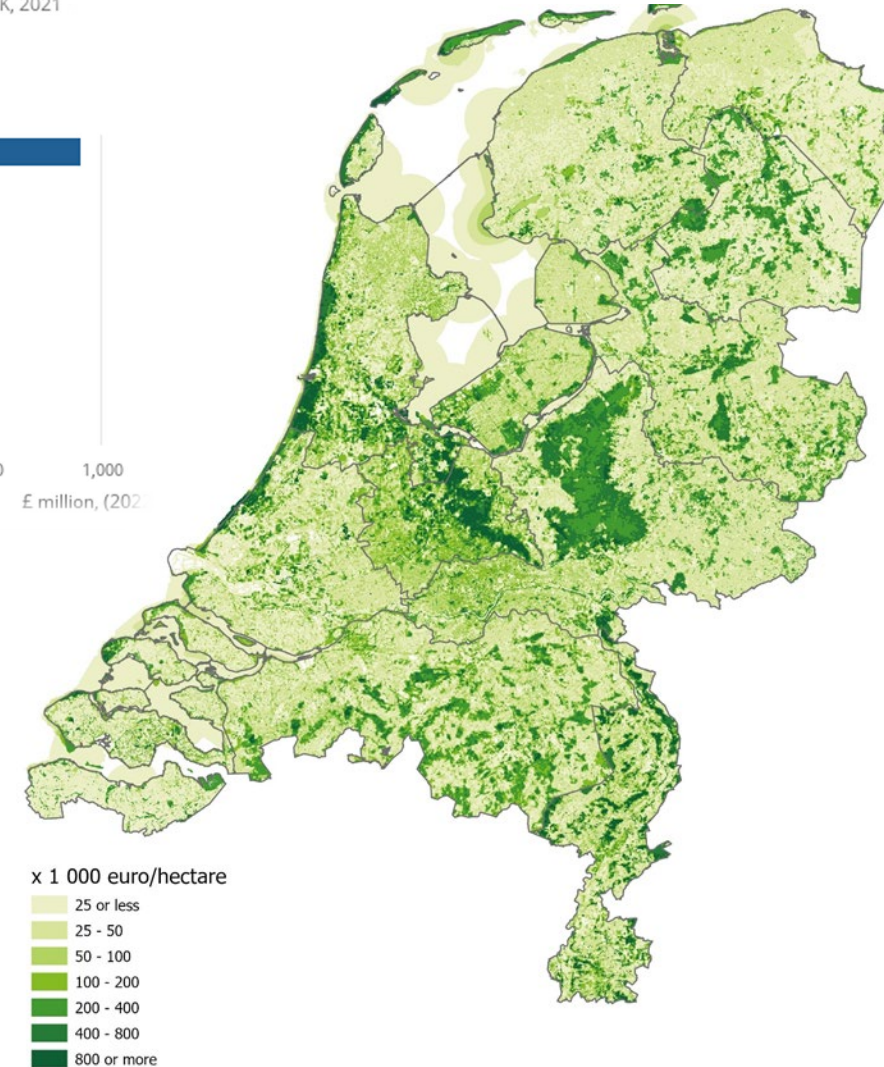 K, 2021
1,000
£ million, (202
x 1 000 euro/hectare
25 or less
25 - 50
50 - 100
100 - 200
200 - 400
400 - 800
800 or more